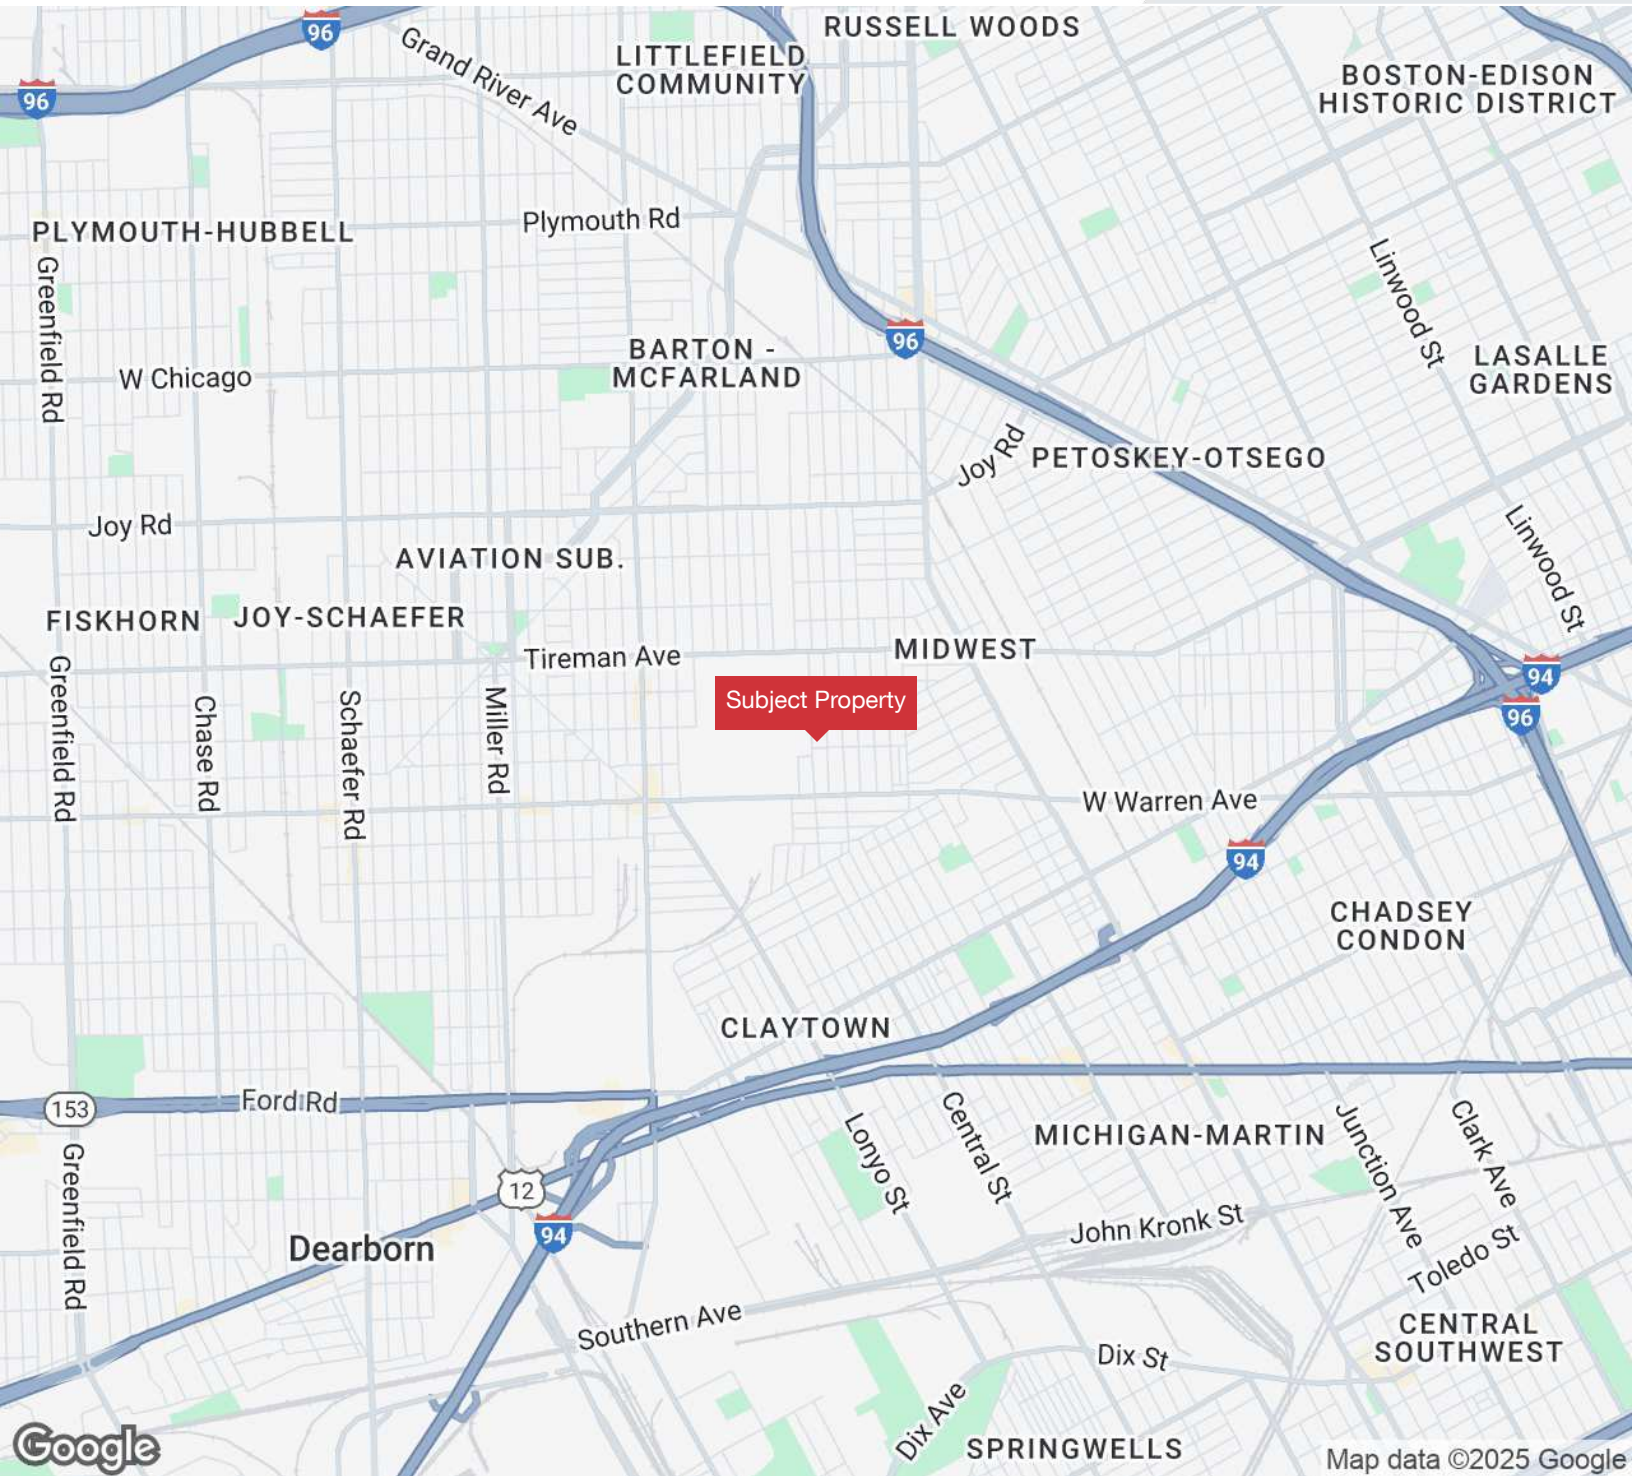 RUSSELL WOODS
96
Grand River Ave
LITTLEFIELD
COMMUNITY
BOSTON-EDISON
HISTORIC DISTRICT
96
PLYMOUTH-HUBBELL
Plymouth Rd
Greenfield Rd
Linwood St
96
BARTON -
MCFARLAND
W Chicago
LASALLE
GARDENS
Joy Rd
PETOSKEY-OTSEGO
Joy Rd
Linwood St
AVIATION SUB.
FISKHORN
JOY-SCHAEFER
Tireman Ave
MIDWEST
94
96
Subject Property
Greenfield Rd
Chase Rd
Schaefer Rd
Miller Rd
W Warren Ave
94
CHADSEY
CONDON
CLAYTOWN
153
Ford Rd
Greenfield Rd
Lonyo St
Central St
MICHIGAN-MARTIN
Junction Ave
Clark Ave
12
94
John Kronk St
Dearborn
Toledo St
Southern Ave
CENTRAL
SOUTHWEST
Dix St
Dix Ave
SPRINGWELLS
Google
Map data ©2025 Google